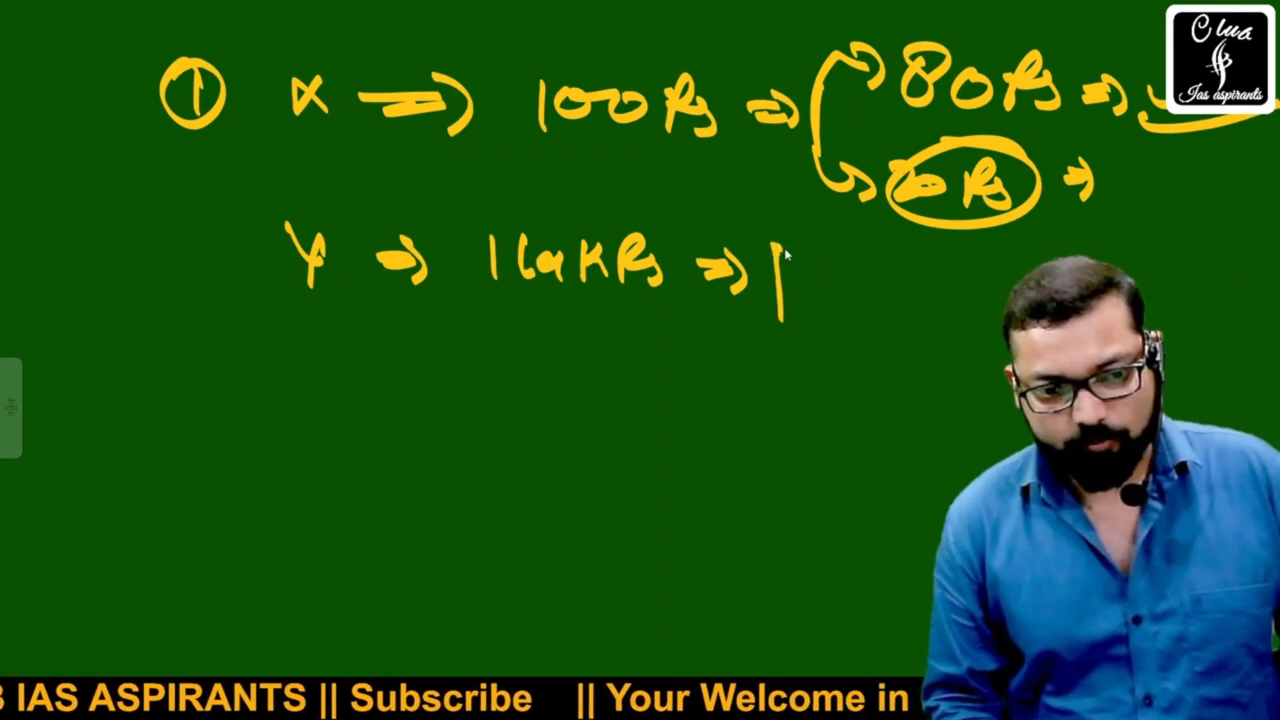 ① X ⇒ 100 Rs ⇒ 80 Rs ⇒
20 Rs ⇒
Y ⇒ 1 lakh Rs ⇒
Clua
Ias aspirants
IAS ASPIRANTS || Subscribe || Your Welcome in